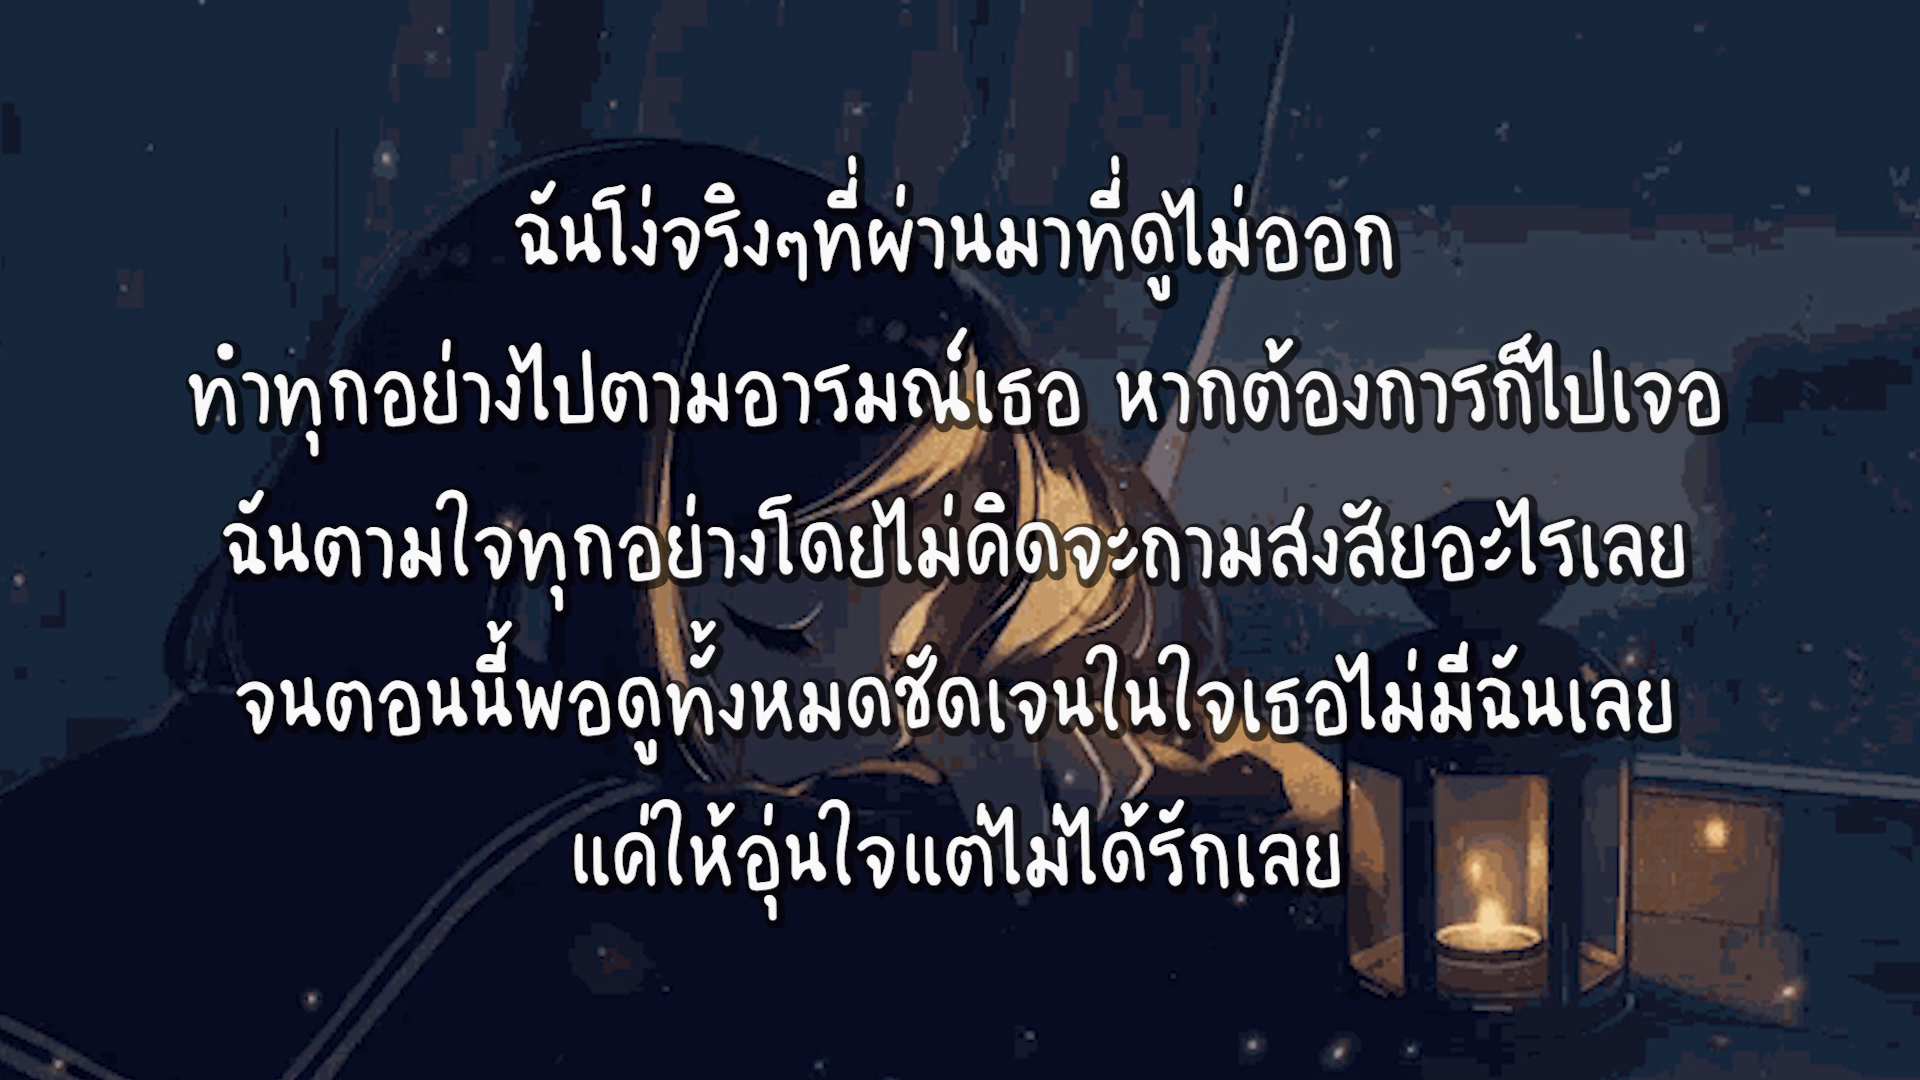 ฉันโง่จริงๆที่ผ่านมาที่ดูไม่ออก
ทำทุกอย่างไปตามอารมณ์เธอ หากต้องการก็ไปเจอ
ฉันตามใจทุกอย่างโดยไม่คิดจะถามสงสัยอะไรเลย
จนตอนนี้พอดูทั้งหมดชัดเจนในใจเธอไม่มีฉันเลย
แค่ให้อุ่นใจแต่ไม่ได้รักเลย